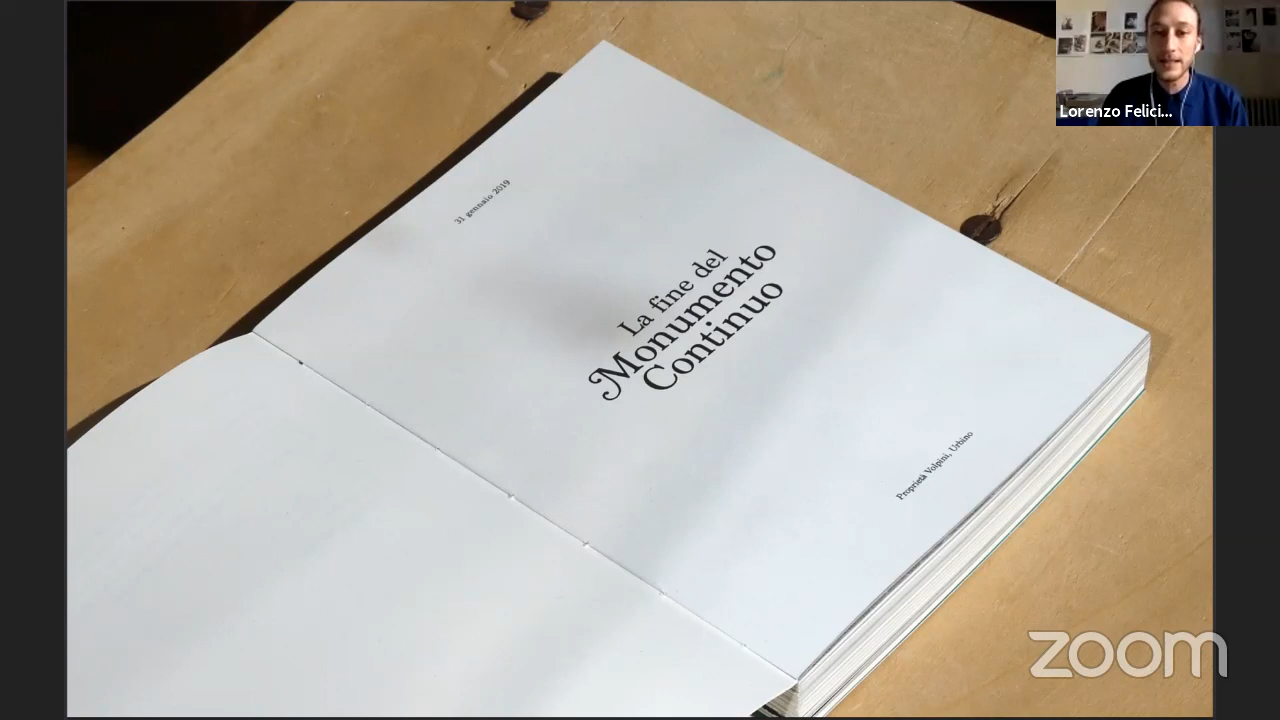 Lorenzo Felici...
31 gennaio 2019
La fine del
Monumento
Continuo
Proprietà Volpini, Urbino
zoom